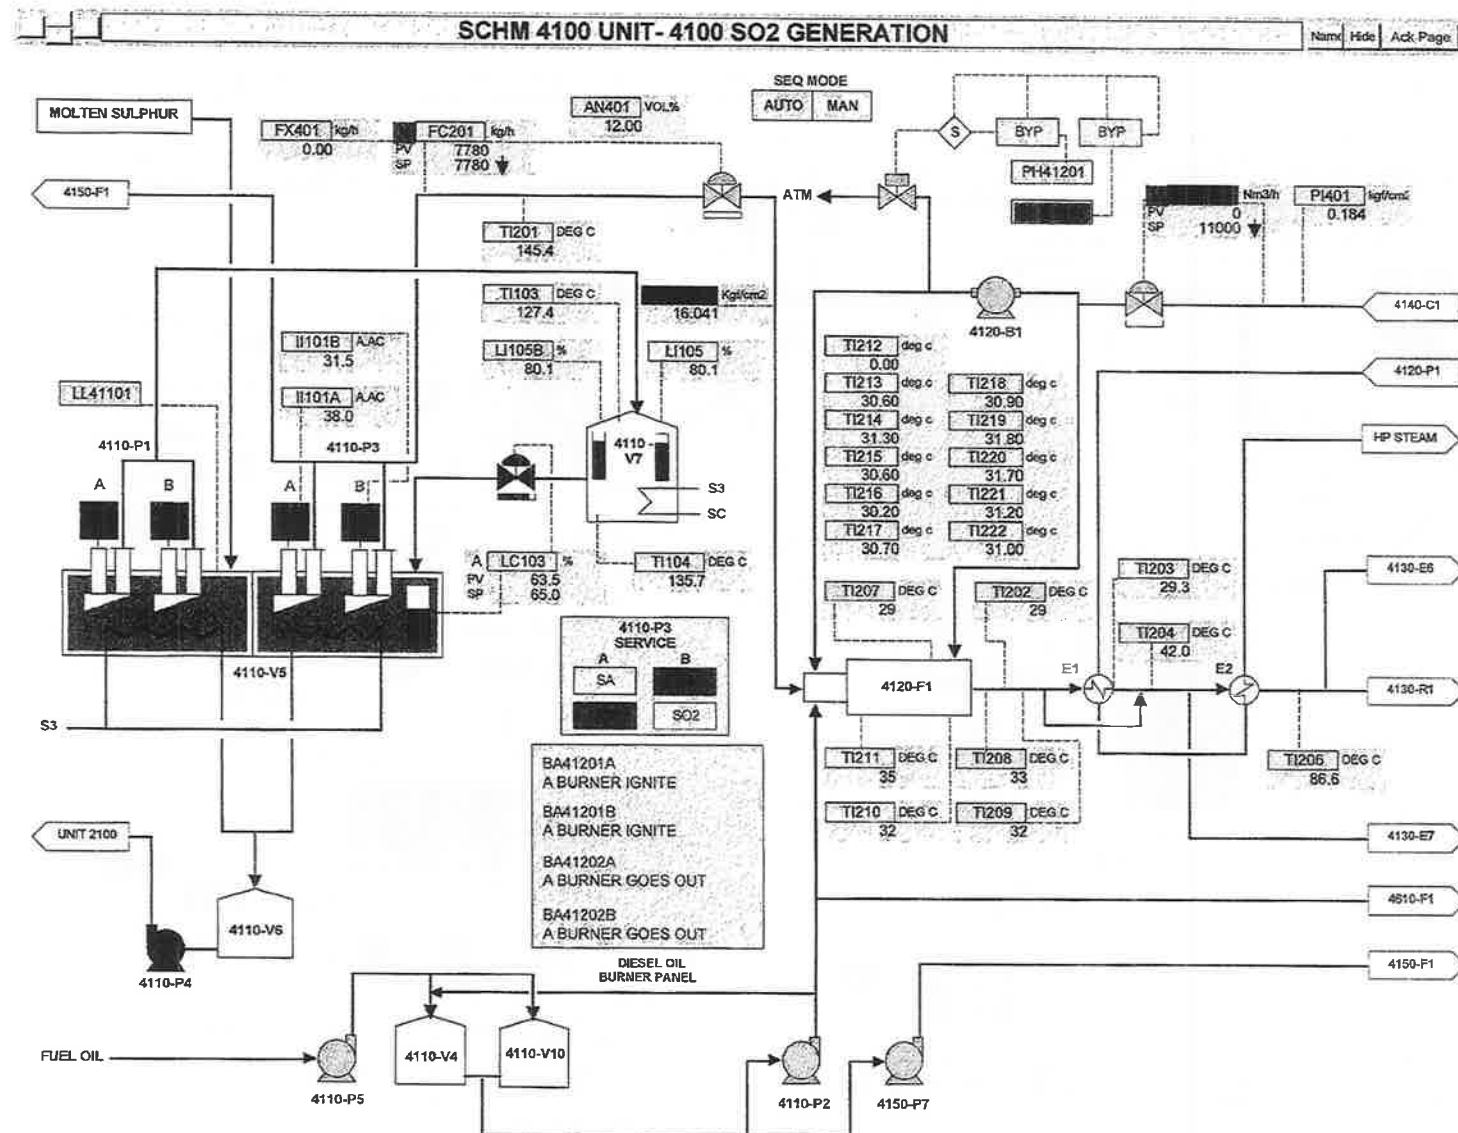 SCHM 4100 UNIT- 4100 SO2 GENERATION
Name Hide Ack Page
SEQ MODE
AUTO MAN
MOLTEN SULPHUR
FX401 kg/h
0.00
FC201 kg/h
PV 7780
SP 7780
AN401 VOL%
12.00
S
BYP
BYP
PH41201
4150-F1
ATM
Nm3/h
PV 0
SP 11000
PI401 kgf/cm2
0.184
TI201 DEG C
145.4
TI103 DEG C
127.4
Kgf/cm2
16.041
4120-B1
4140-C1
II101B A.AC
31.5
LI105B %
80.1
LI105 %
80.1
TI212 deg c
0.00
4120-P1
LL41101
II101A A.AC
38.0
TI213 deg c
30.60
TI218 deg c
30.90
4110-P1
4110-P3
4110
V7
TI214 deg c
31.30
TI219 deg c
31.80
HP STEAM
TI215 deg c
30.60
TI220 deg c
31.70
A B A B
S3
SC
TI216 deg c
30.20
TI221 deg c
31.20
TI217 deg c
30.70
TI222 deg c
31.00
A LC103 %
PV 63.5
SP 65.0
TI104 DEG C
135.7
TI203 DEG C
29.3
4130-E6
TI207 DEG C
29
TI202 DEG C
29
4110-P3
SERVICE
A B
SA
SO2
TI204 DEG C
42.0
4110-V5
4120-F1
E1
E2
4130-R1
S3
TI211 DEG C
35
TI208 DEG C
33
TI206 DEG C
86.6
BA41201A
A BURNER IGNITE
BA41201B
A BURNER IGNITE
BA41202A
A BURNER GOES OUT
BA41202B
A BURNER GOES OUT
DIESEL OIL
BURNER PANEL
TI210 DEG C
32
TI209 DEG C
32
UNIT 2100
4130-E7
4610-F1
4110-V6
4110-P4
4150-F1
FUEL OIL
4110-V4
4110-V10
4110-P5
4110-P2
4150-P7